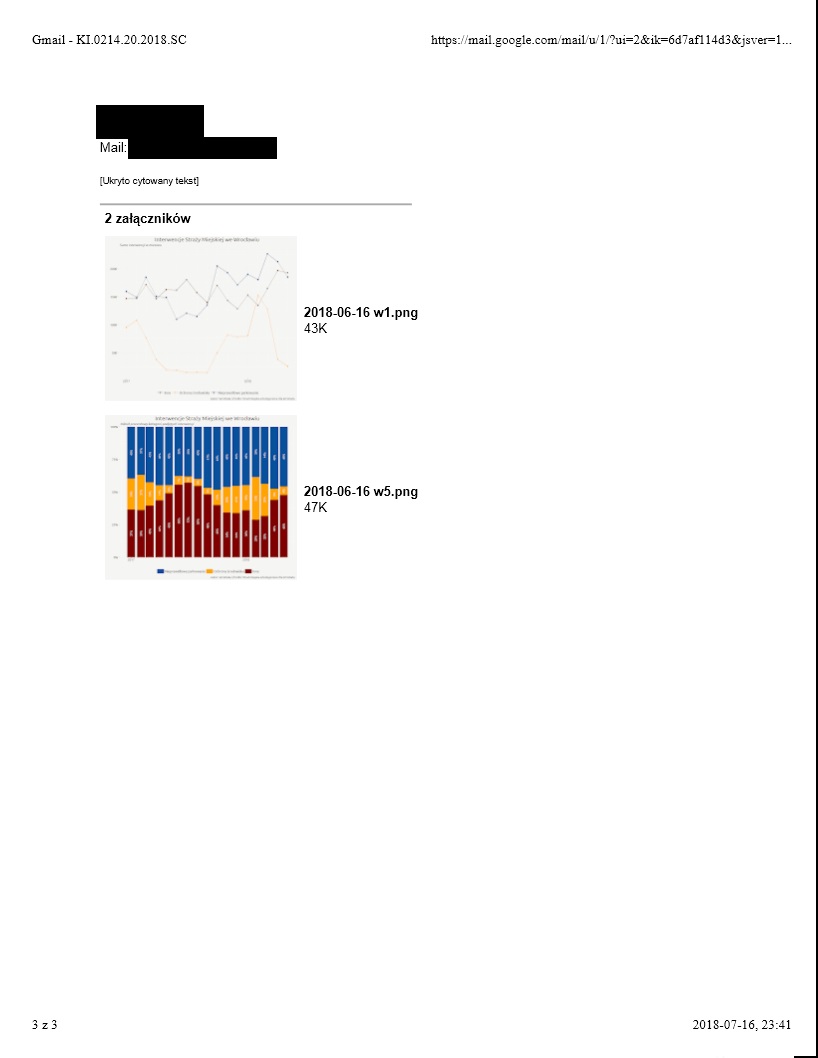 Gmail - KI.0214.20.2018.SC
https://mail.google.com/mail/u/1/?ui=2&ik=6d7af114d3&jsver=1...
Mail:
[Ukryto cytowany tekst]
2 załączników
Interwencje Straży Miejskiej we Wrocławiu
2018-06-16 w1.png
43K
Interwencje Straży Miejskiej we Wrocławiu
2018-06-16 w5.png
47K
3 z 3
2018-07-16, 23:41